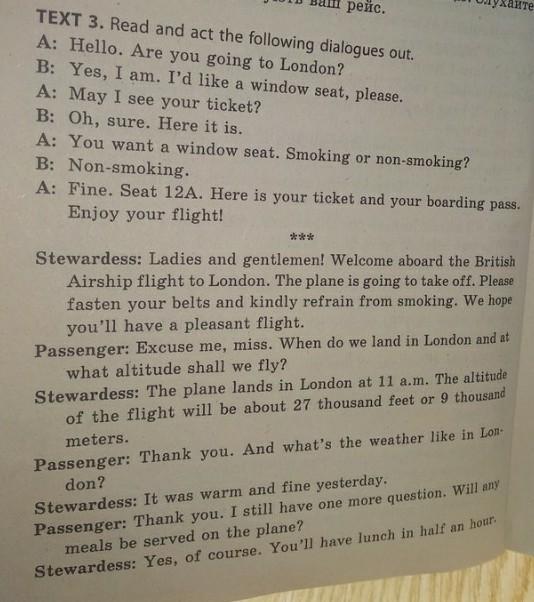 ваш рейс.
TEXT 3. Read and act the following dialogues out.
A: Hello. Are you going to London?
B: Yes, I am. I'd like a window seat, please.
A: May I see your ticket?
B: Oh, sure. Here it is.
A: You want a window seat. Smoking or non-smoking?
B: Non-smoking.
A: Fine. Seat 12A. Here is your ticket and your boarding pass.
Enjoy your flight!
***
Stewardess: Ladies and gentlemen! Welcome aboard the British
Airship flight to London. The plane is going to take off. Please
fasten your belts and kindly refrain from smoking. We hope
you'll have a pleasant flight.
Passenger: Excuse me, miss. When do we land in London and at
what altitude shall we fly?
Stewardess: The plane lands in London at 11 a.m. The altitude
of the flight will be about 27 thousand feet or 9 thousand
meters.
Passenger: Thank you. And what's the weather like in Lon-
don?
Stewardess: It was warm and fine yesterday.
Passenger: Thank you. I still have one more question. Will any
meals be served on the plane?
Stewardess: Yes, of course. You'll have lunch in half an hour.